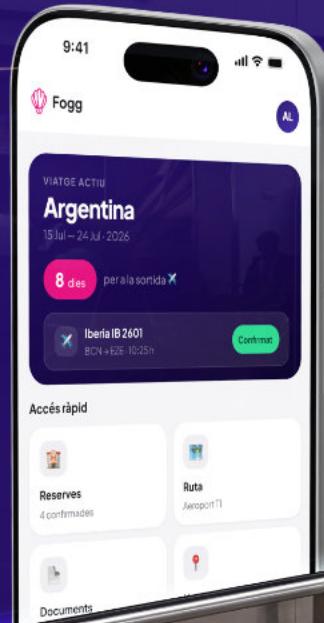 9:41
Fogg
AL
VIATGE ACTIU
Argentina
15 Jul — 24 Jul · 2026
8 dies per a la sortida
Iberia IB 2601
Confirmat
BCN → EZE · 10:25h
Accés ràpid
Reserves
4 confirmades
Ruta
Aeroport T1
Documents